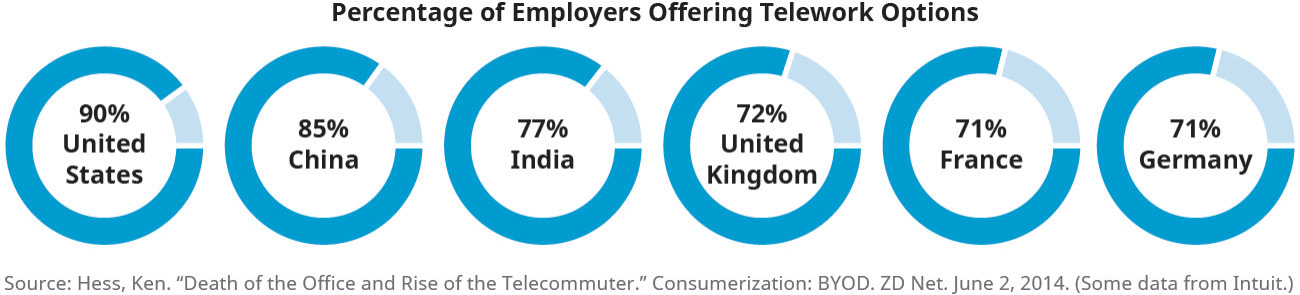 Percentage of Employers Offering Telework Options
90%
United
States
85%
China
77%
India
72%
United
Kingdom
71%
France
71%
Germany
Source: Hess, Ken. “Death of the Office and Rise of the Telecommuter.” Consumerization: BYOD. ZD Net. June 2, 2014. (Some data from Intuit.)